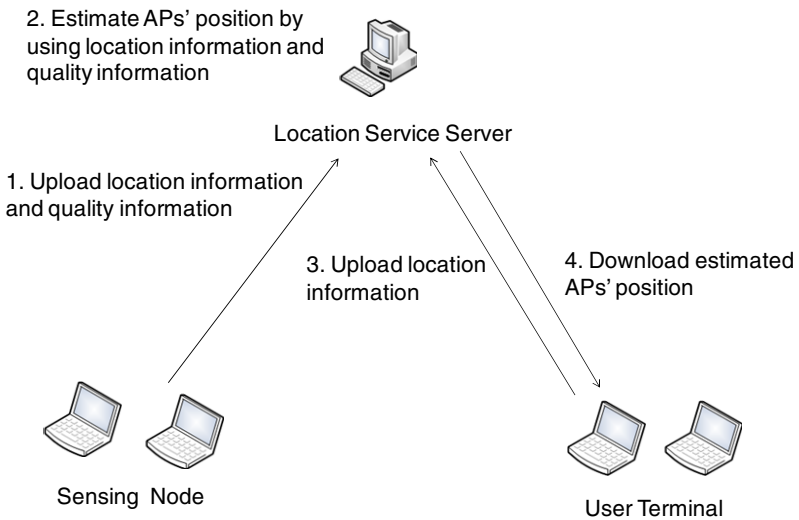 2. Estimate APs' position by
using location information and
quality information
Location Service Server
1. Upload location information
and quality information
3. Upload location
information
4. Download estimated
APs' position
Sensing Node
User Terminal